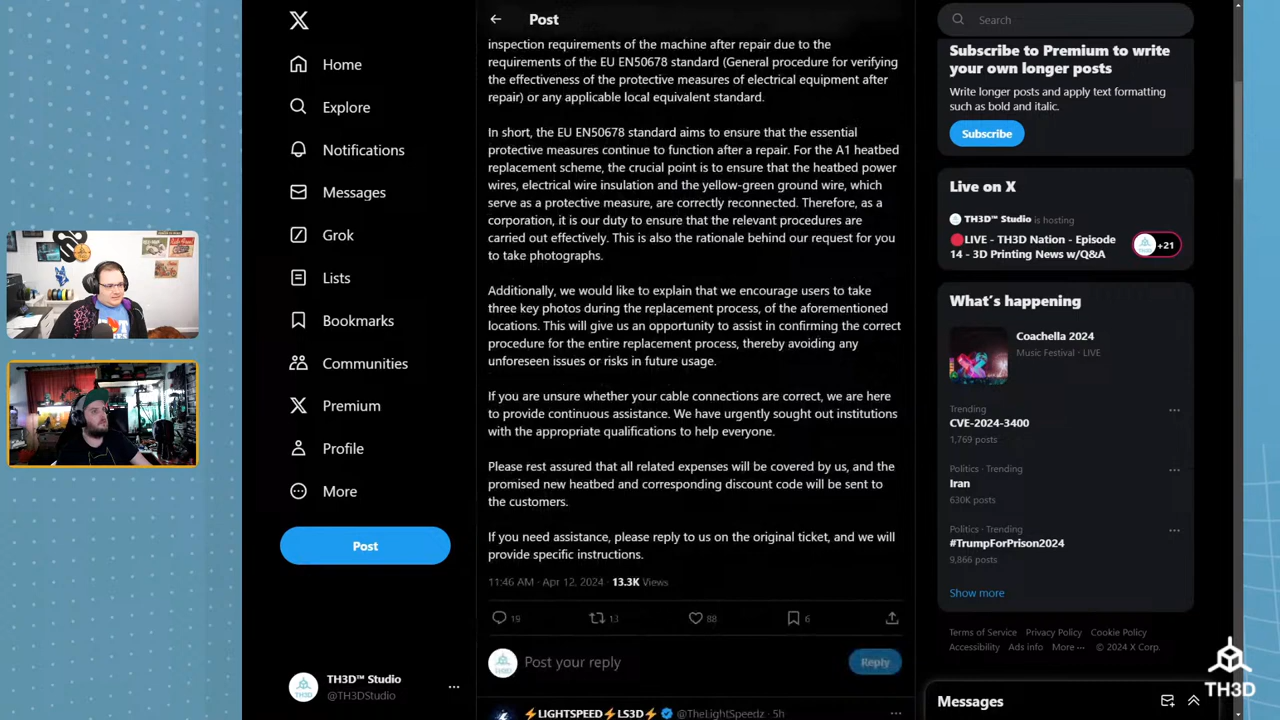 Home
Explore
Notifications
Messages
Grok
Lists
Bookmarks
Communities
Premium
Profile
More
Post
TH3D™ Studio
@TH3DStudio
Post
inspection requirements of the machine after repair due to the
requirements of the EU EN50678 standard (General procedure for verifying
the effectiveness of the protective measures of electrical equipment after
repair) or any applicable local equivalent standard.
In short, the EU EN50678 standard aims to ensure that the essential
protective measures continue to function after a repair. For the A1 heatbed
replacement scheme, the crucial point is to ensure that the heatbed power
wires, electrical wire insulation and the yellow-green ground wire, which
serve as a protective measure, are correctly reconnected. Therefore, as a
corporation, it is our duty to ensure that the relevant procedures are
carried out effectively. This is also the rationale behind our request for you
to take photographs.
Additionally, we would like to explain that we encourage users to take
three key photos during the replacement process, of the aforementioned
locations. This will give us an opportunity to assist in confirming the correct
procedure for the entire replacement process, thereby avoiding any
unforeseen issues or risks in future usage.
If you are unsure whether your cable connections are correct, we are here
to provide continuous assistance. We have urgently sought out institutions
with the appropriate qualifications to help everyone.
Please rest assured that all related expenses will be covered by us, and the
promised new heatbed and corresponding discount code will be sent to
the customers.
If you need assistance, please reply to us on the original ticket, and we will
provide specific instructions.
11:46 AM · Apr 12, 2024 · 13.3K Views
19 13 88 6
Post your reply
Reply
⚡LIGHTSPEED⚡LS3D⚡ @TheLightSpeedz · 5h
Search
Subscribe to Premium to write
your own longer posts
Write longer posts and apply text formatting
such as bold and italic.
Subscribe
Live on X
TH3D™ Studio is hosting
🔴LIVE - TH3D Nation - Episode
14 - 3D Printing News w/Q&A
+21
What's happening
Coachella 2024
Music Festival · LIVE
Trending
CVE-2024-3400
1,769 posts
Politics · Trending
Iran
630K posts
Politics · Trending
#TrumpForPrison2024
9,866 posts
Show more
Terms of Service Privacy Policy Cookie Policy
Accessibility Ads info More ··· © 2024 X Corp.
Messages
TH3D